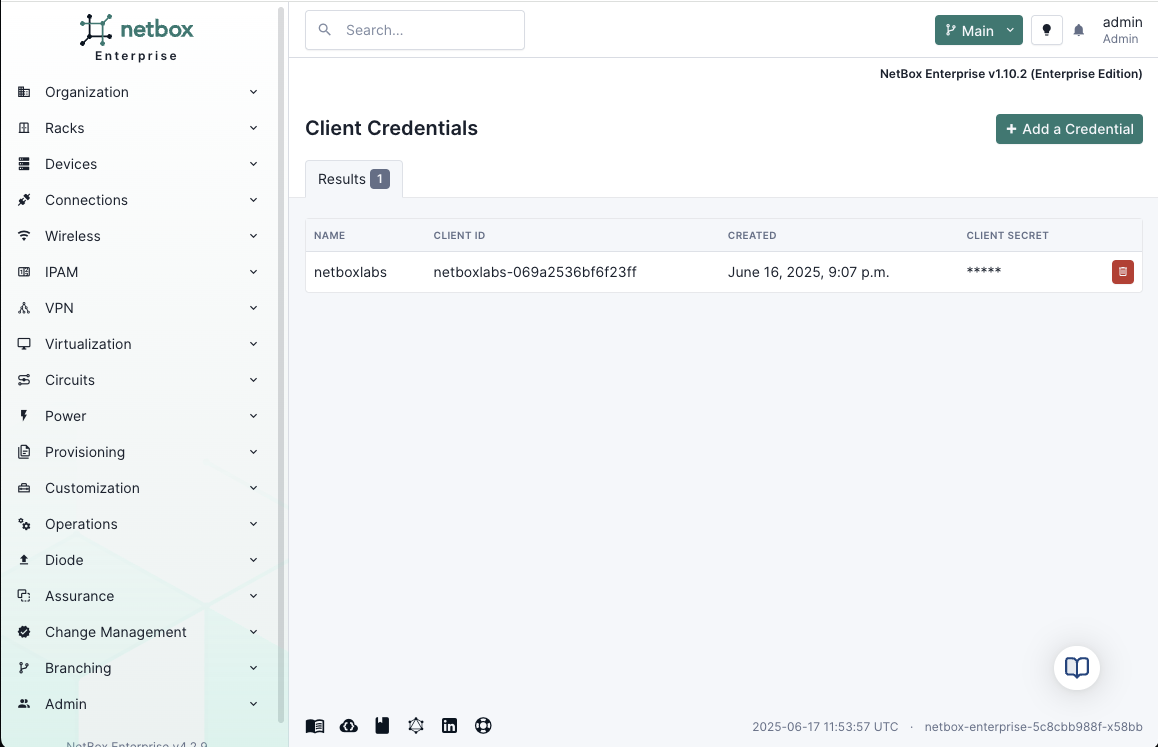 netbox
Enterprise
Organization
Racks
Devices
Connections
Wireless
IPAM
VPN
Virtualization
Circuits
Power
Provisioning
Customization
Operations
Diode
Assurance
Change Management
Branching
Admin
NetBox Enterprise v4.2.9
Search...
Main
admin
Admin
NetBox Enterprise v1.10.2 (Enterprise Edition)
Client Credentials
+ Add a Credential
Results 1
NAME CLIENT ID CREATED CLIENT SECRET
netboxlabs netboxlabs-069a2536bf6f23ff June 16, 2025, 9:07 p.m. *****
in
2025-06-17 11:53:57 UTC · netbox-enterprise-5c8cbb988f-x58bb